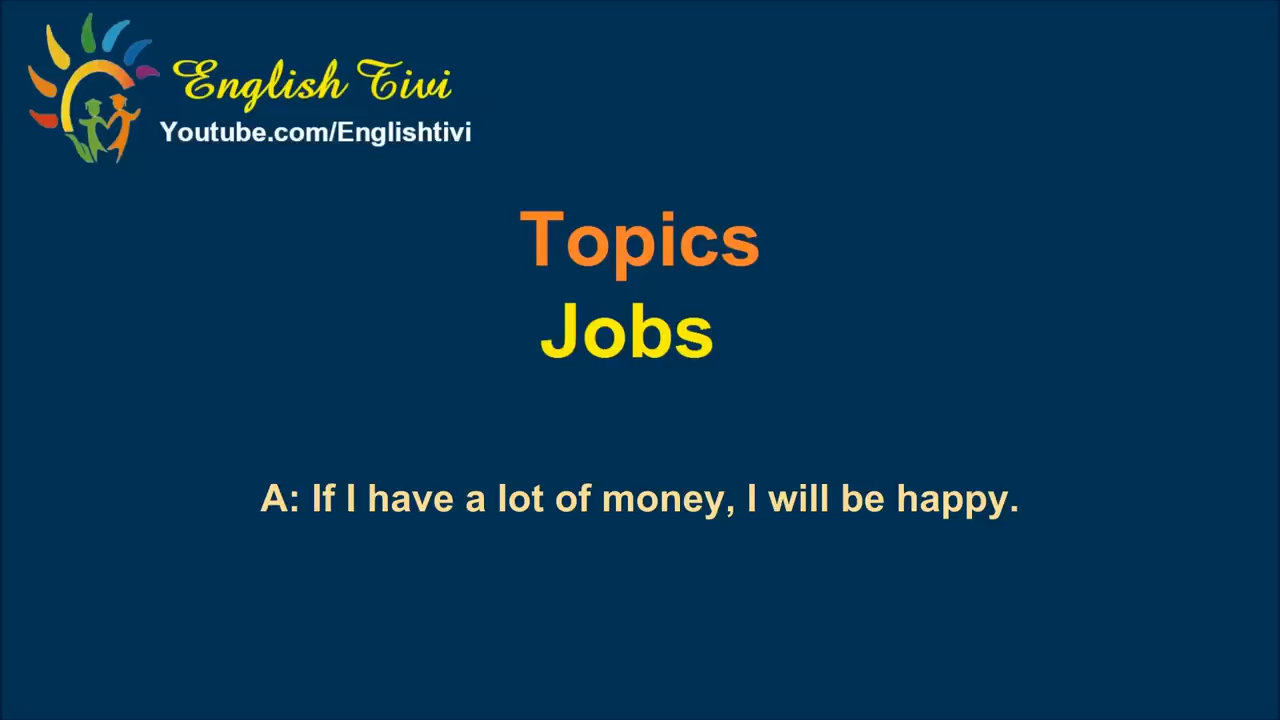 English Tivi
Youtube.com/Englishtivi
Topics
Jobs
A: If I have a lot of money, I will be happy.